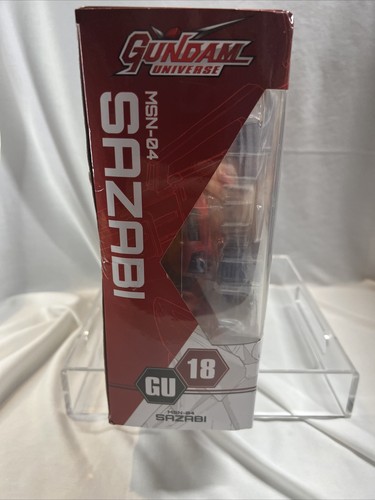 GUNDAM
UNIVERSE
MSN-04
SAZABI
GU
18
MSN-04
SAZABI